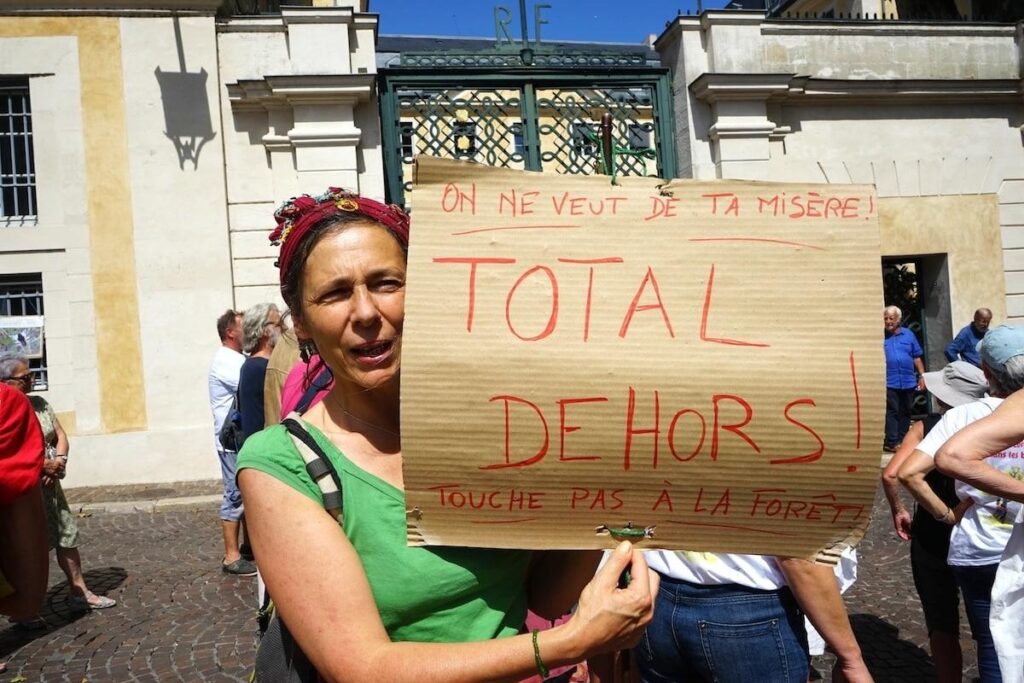 RF
ON NE VEUT DE TA MISÈRE!
TOTAL
DEHORS!
TOUCHE PAS À LA FORÊT!